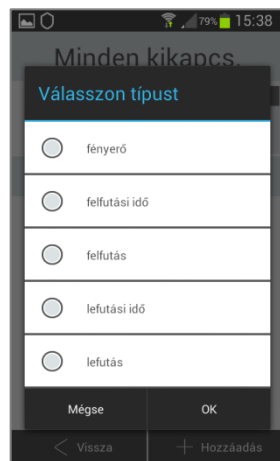 79% 15:38
Minden kikapcs.
Válasszon típust
fényerő
felfutási idő
felfutás
lefutási idő
lefutás
Mégse OK
Vissza Hozzáadás